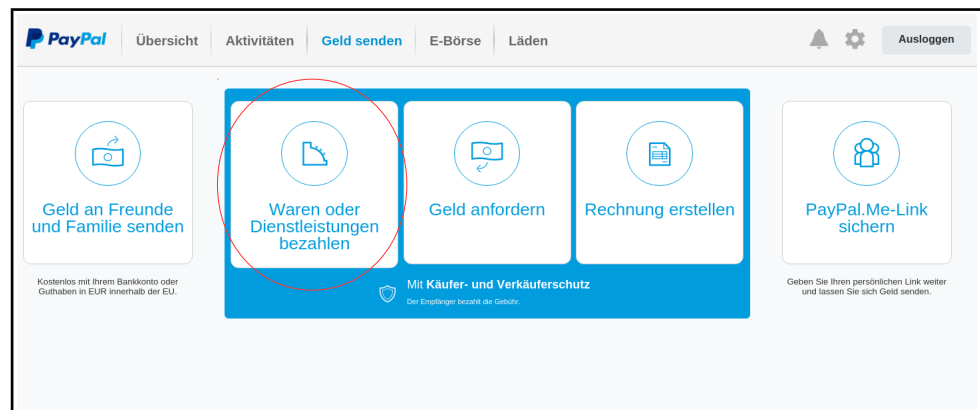 PayPal
Übersicht
Aktivitäten
Geld senden
E-Börse
Läden
Ausloggen
Geld an Freunde
und Familie senden
Kostenlos mit Ihrem Bankkonto oder
Guthaben in EUR innerhalb der EU.
Waren oder
Dienstleistungen
bezahlen
Geld anfordern
Rechnung erstellen
Mit Käufer- und Verkäuferschutz
Der Empfänger bezahlt die Gebühr.
PayPal.Me-Link
sichern
Geben Sie Ihren persönlichen Link weiter
und lassen Sie sich Geld senden.